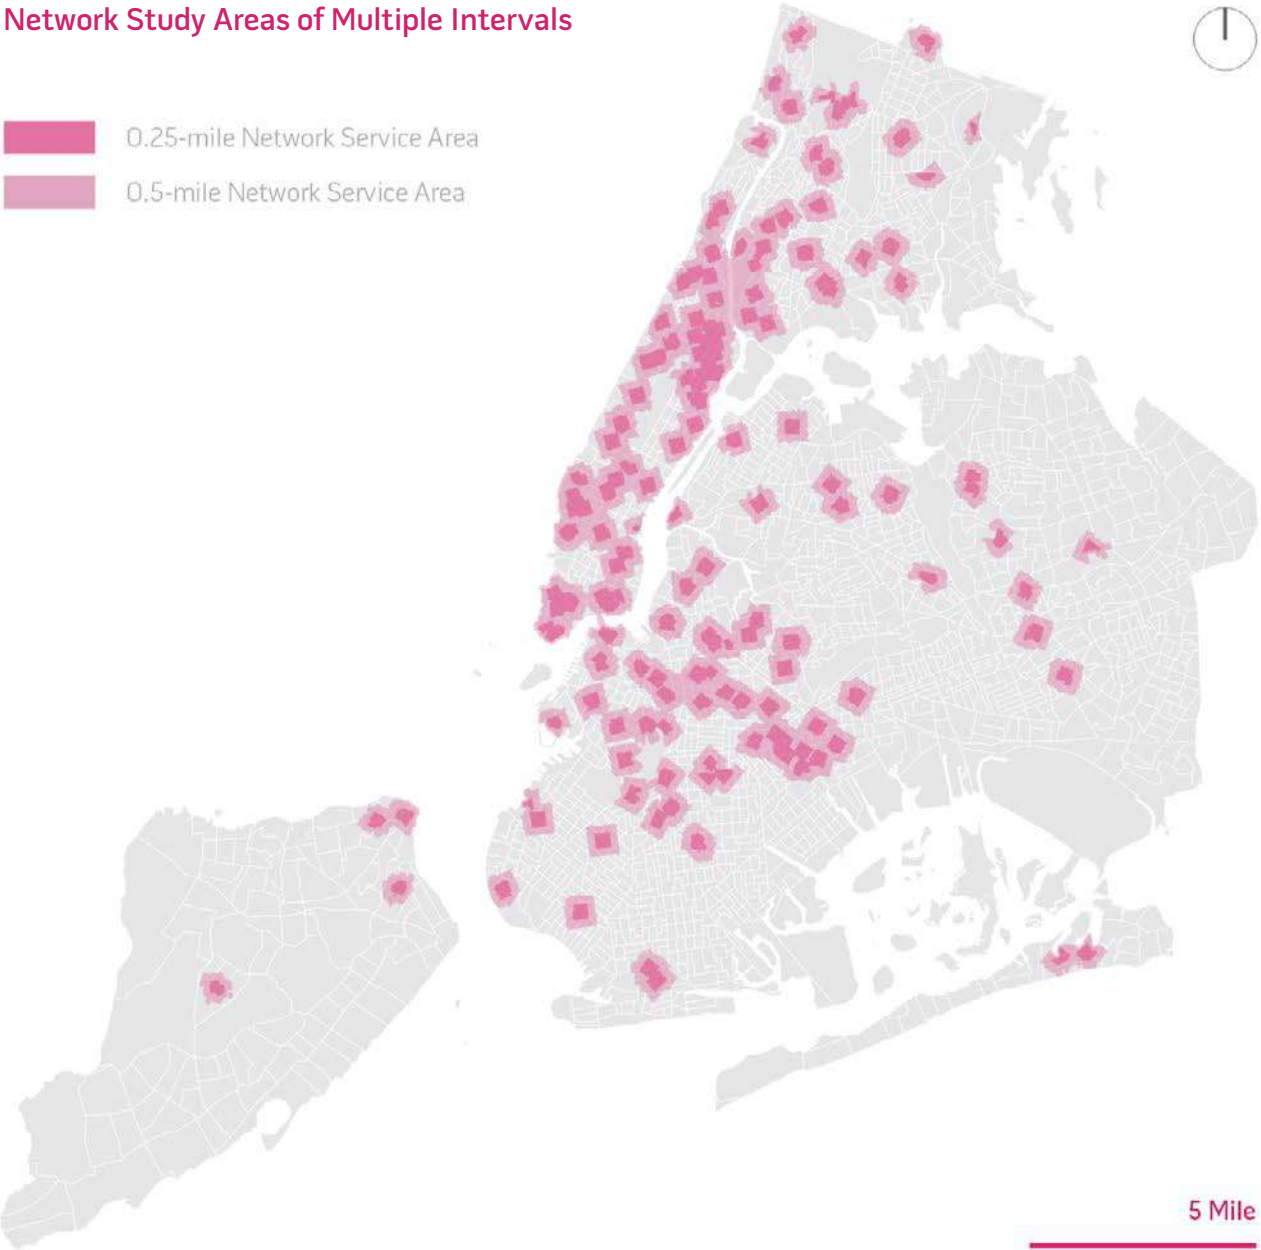 Network Study Areas of Multiple Intervals
0.25-mile Network Service Area
0.5-mile Network Service Area
5 Mile